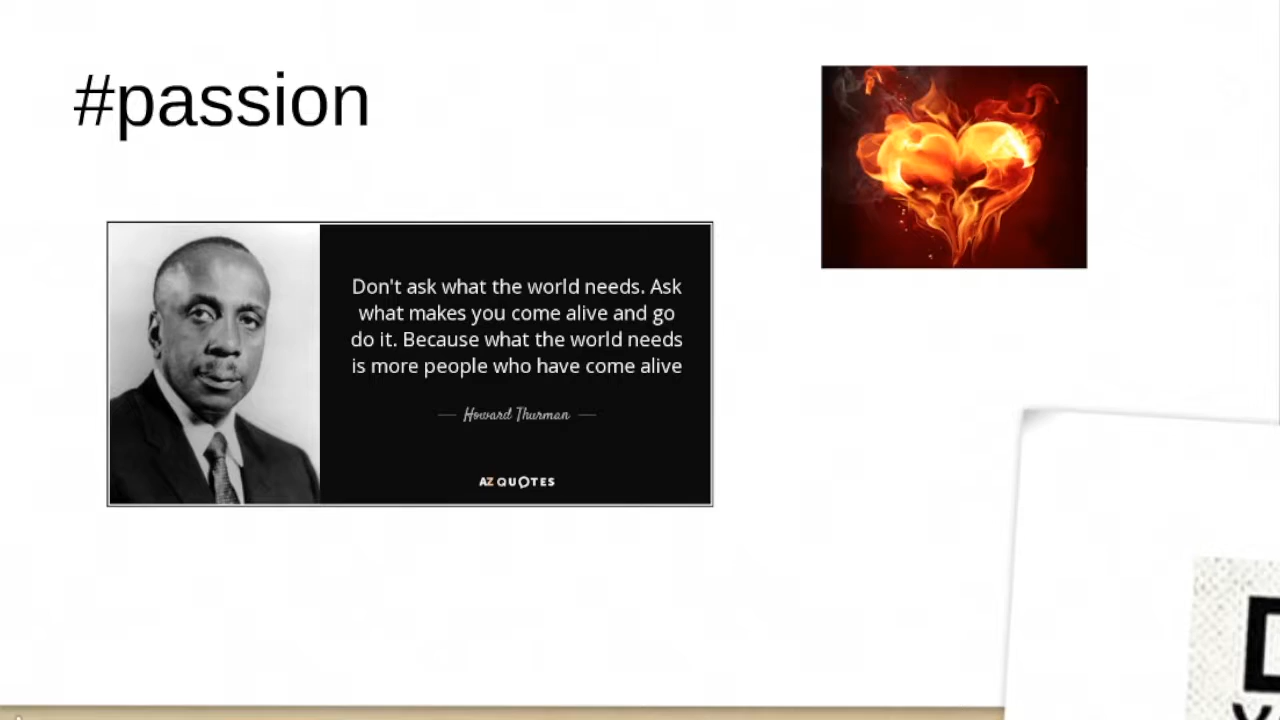 #passion
Don't ask what the world needs. Ask
what makes you come alive and go
do it. Because what the world needs
is more people who have come alive
Howard Thurman
AZ QUOTES
D